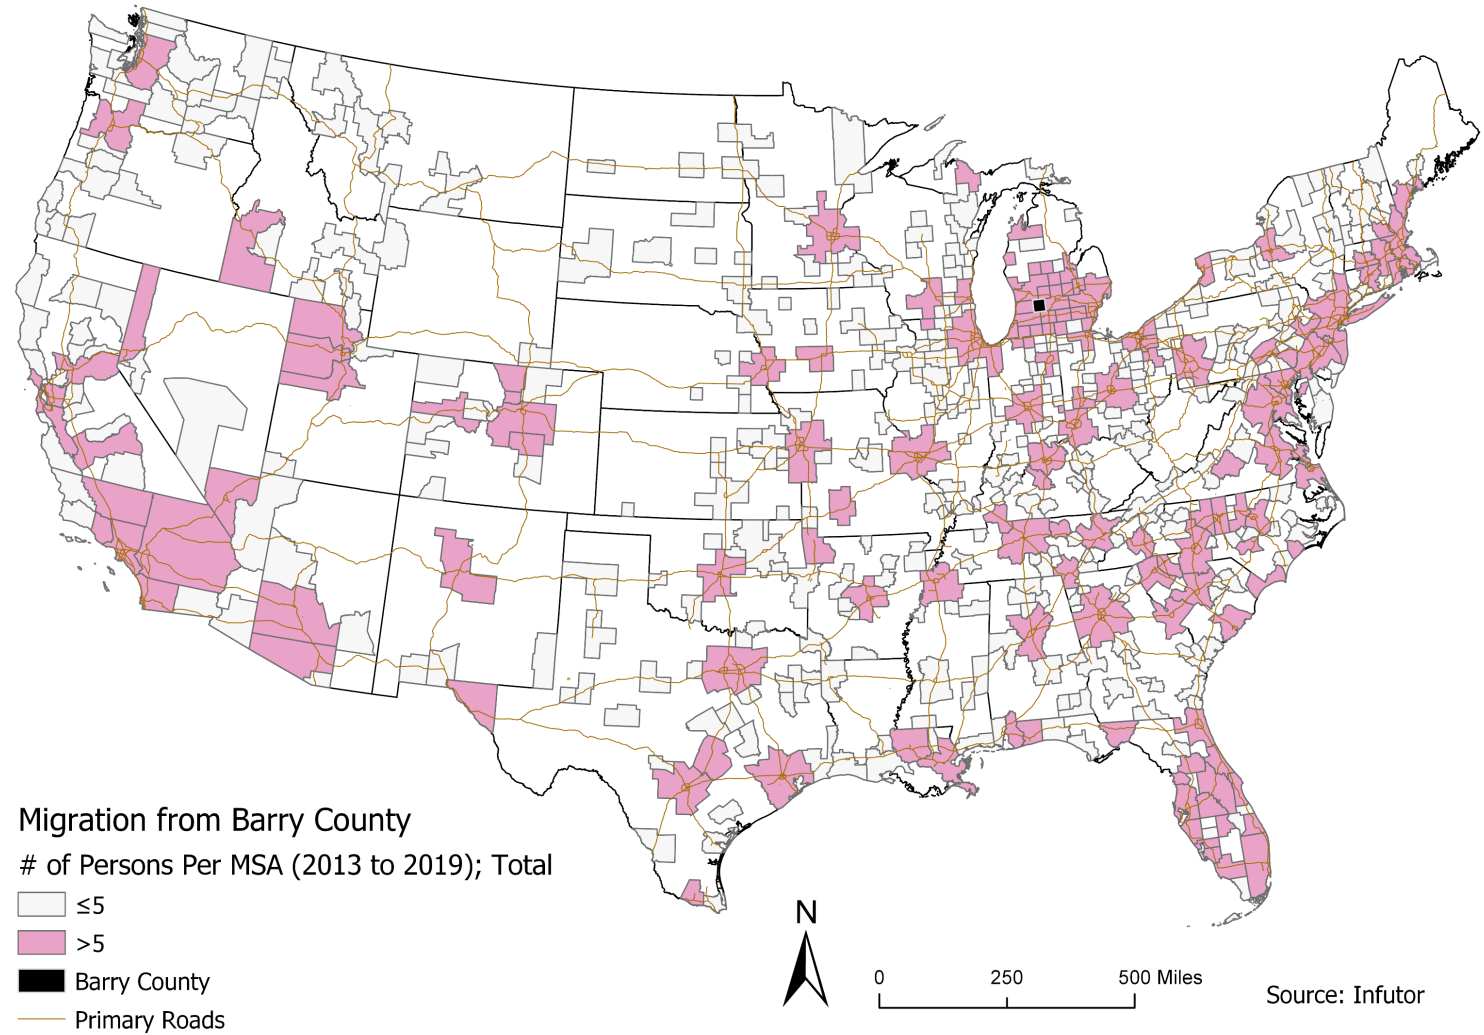 Migration from Barry County
# of Persons Per MSA (2013 to 2019); Total
≤5
>5
Barry County
Primary Roads
N
0 250 500 Miles
Source: Infutor